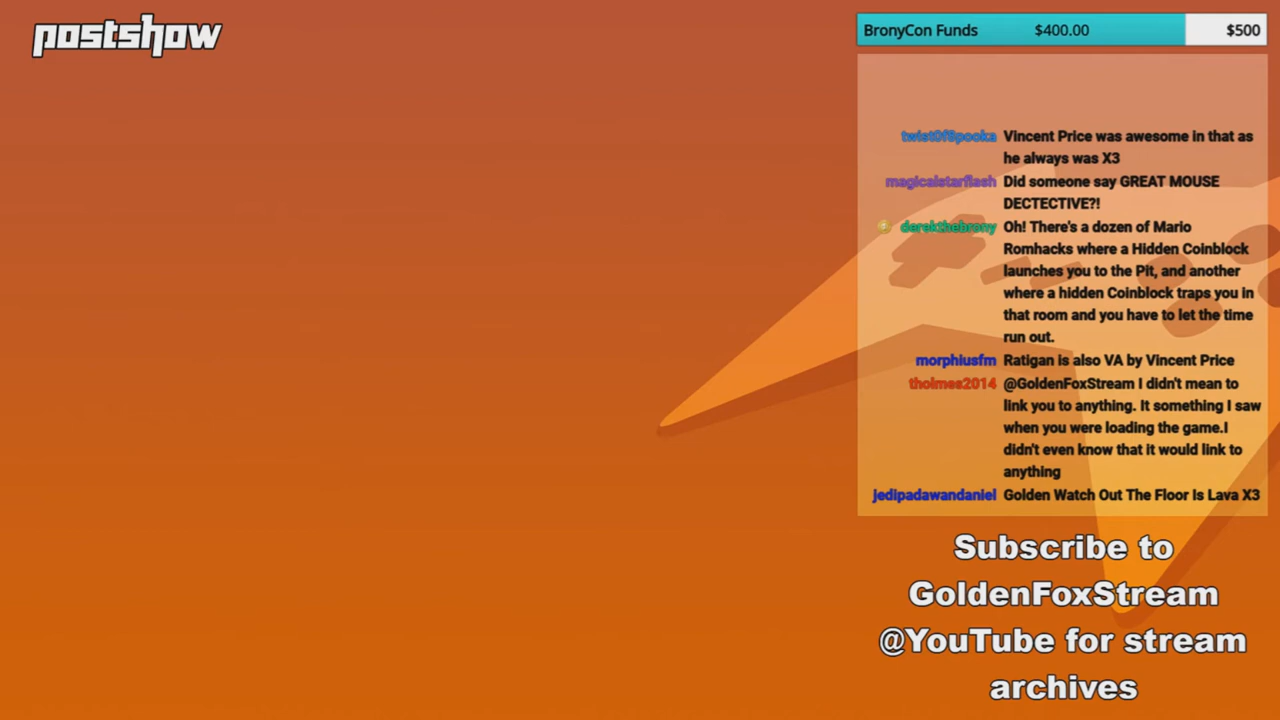 postshow
BronyCon Funds $400.00 $500
twist0fSpooka Vincent Price was awesome in that as
he always was X3
magicalstarflash Did someone say GREAT MOUSE
DECTECTIVE?!
derekthebrony Oh! There's a dozen of Mario
Romhacks where a Hidden Coinblock
launches you to the Pit, and another
where a hidden Coinblock traps you in
that room and you have to let the time
run out.
morphiusfm Ratigan is also VA by Vincent Price
tholmes2014 @GoldenFoxStream I didn't mean to
link you to anything. It something I saw
when you were loading the game.I
didn't even know that it would link to
anything
jedipadawandaniel Golden Watch Out The Floor Is Lava X3
Subscribe to
GoldenFoxStream
@YouTube for stream
archives